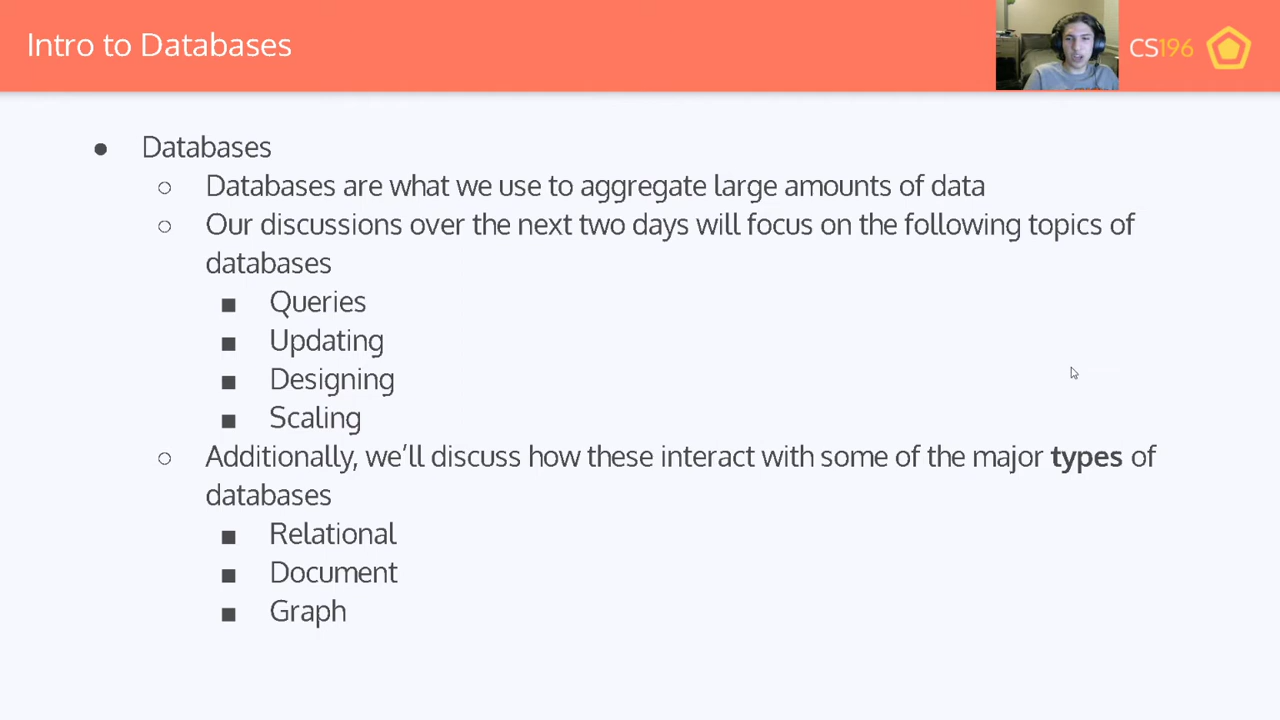 Intro to Databases
CS196
● Databases
○ Databases are what we use to aggregate large amounts of data
○ Our discussions over the next two days will focus on the following topics of
databases
■ Queries
■ Updating
■ Designing
■ Scaling
○ Additionally, we’ll discuss how these interact with some of the major types of
databases
■ Relational
■ Document
■ Graph